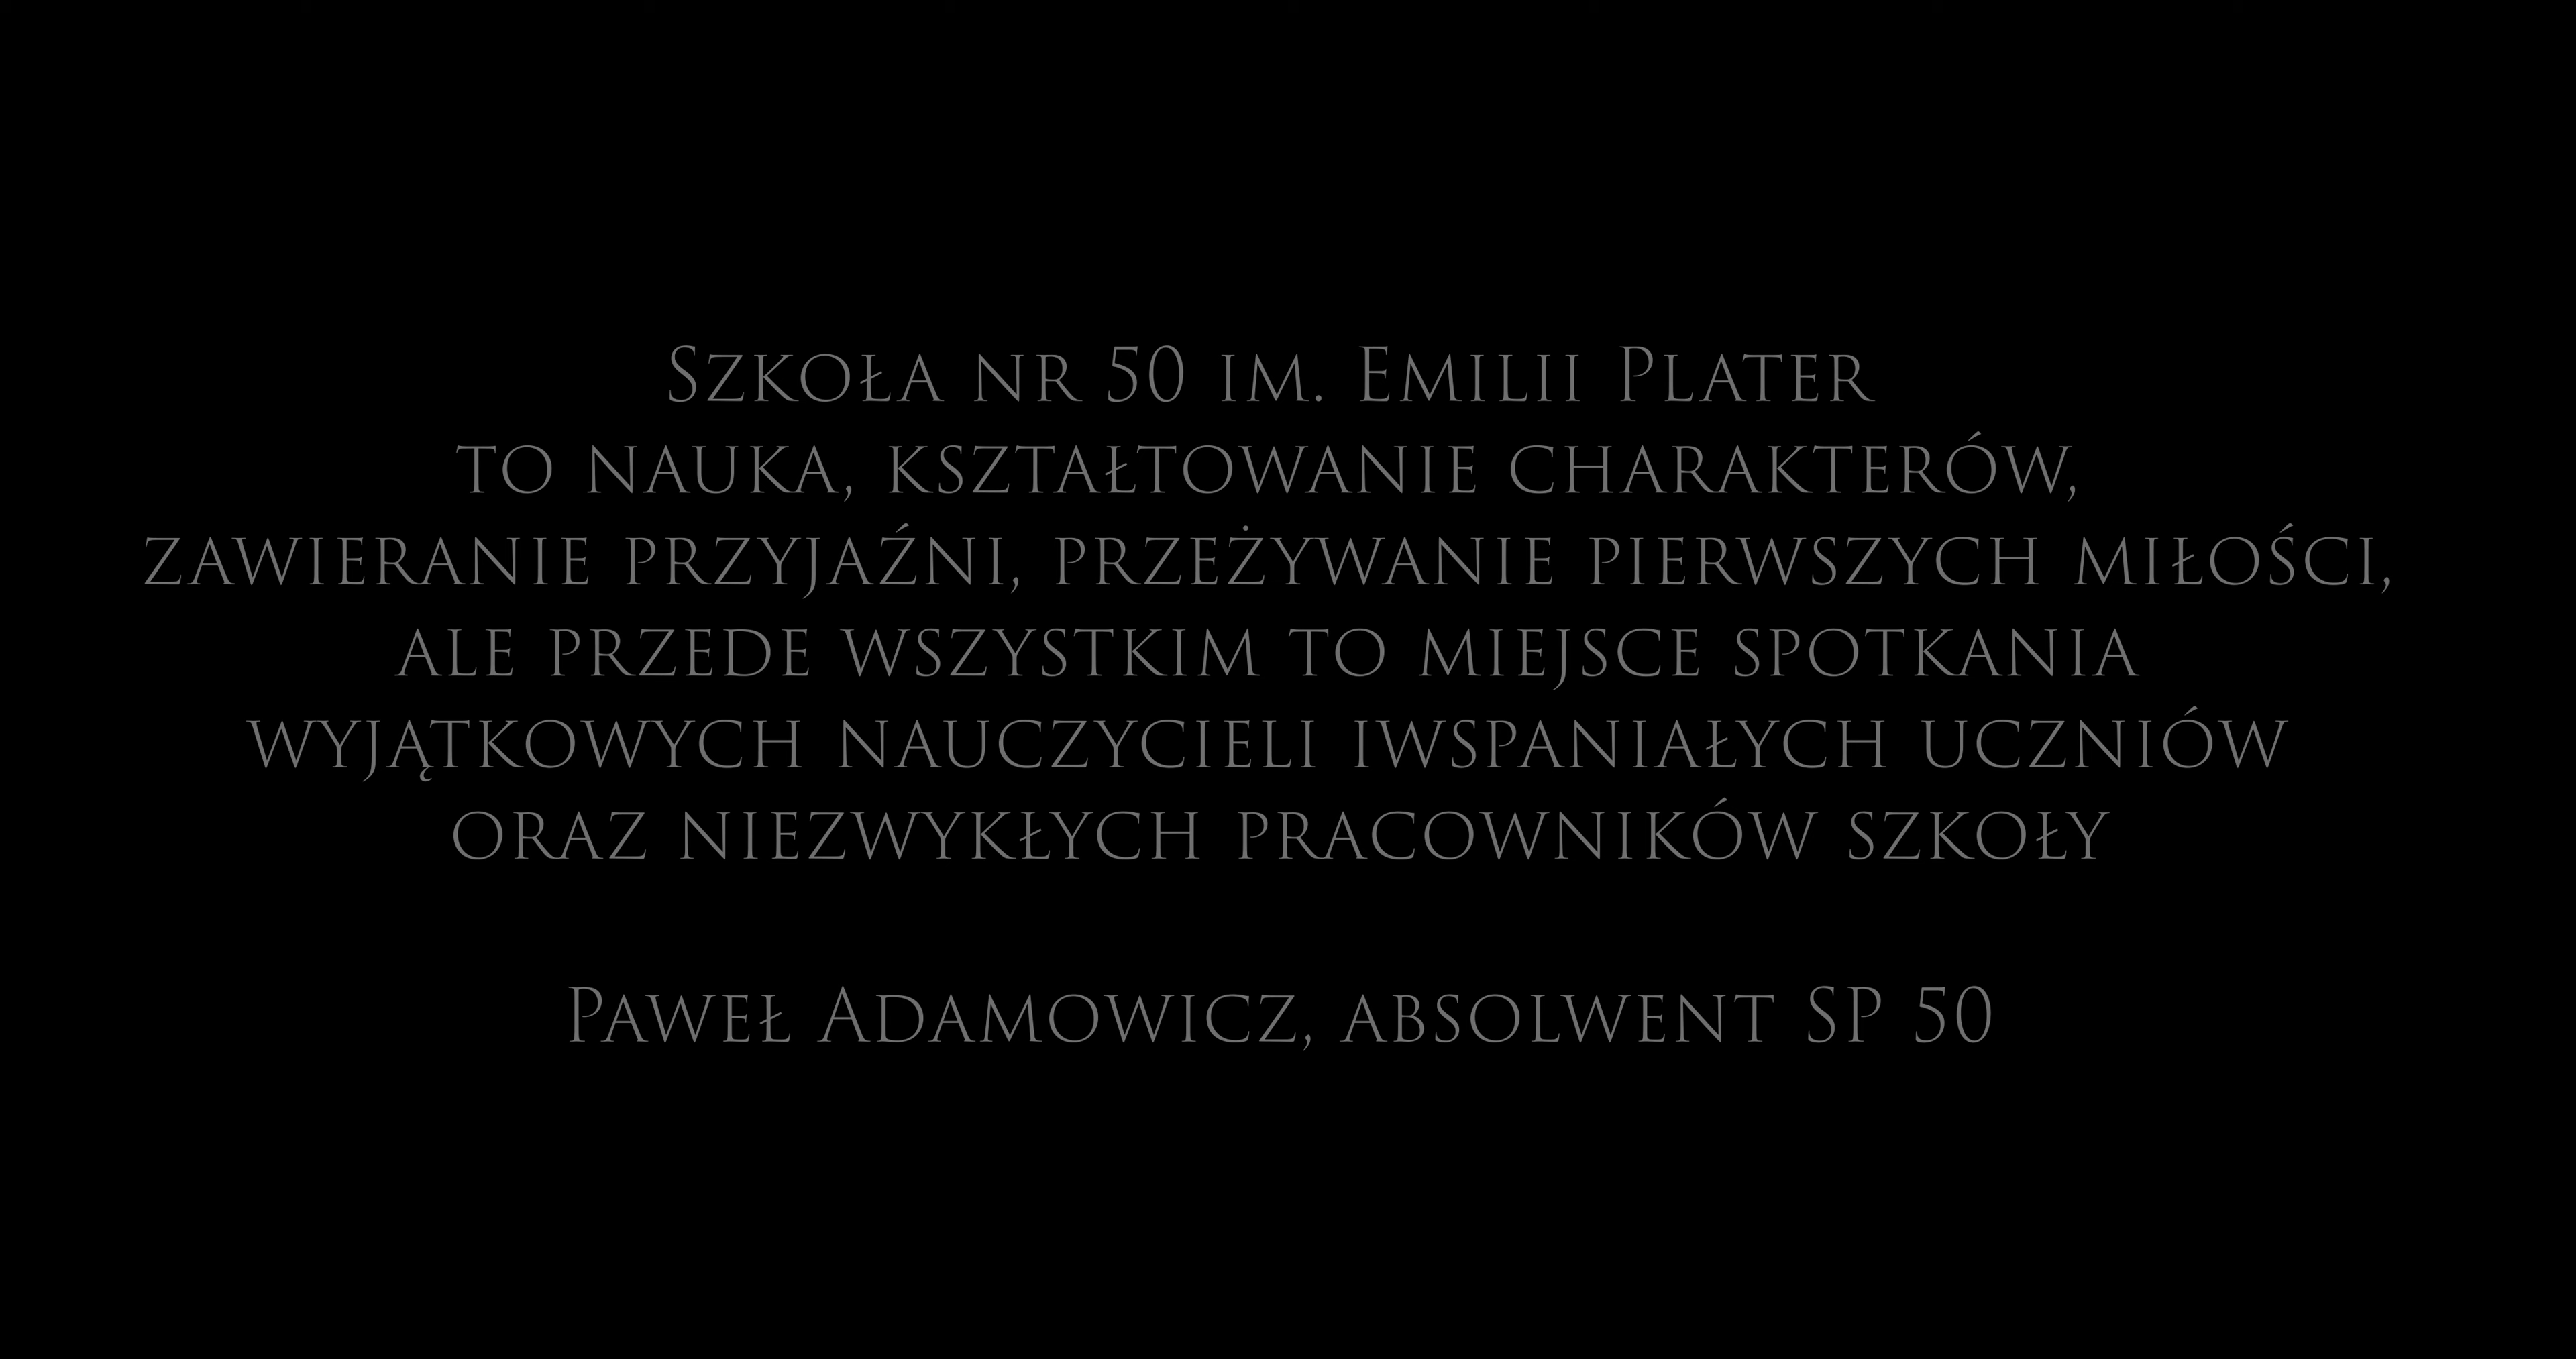 Szkoła nr 50 im. Emilii Plater
to nauka, kształtowanie charakterów,
zawieranie przyjaźni, przeżywanie pierwszych miłości,
ale przede wszystkim to miejsce spotkania
wyjątkowych nauczycieli iwspaniałych uczniów
oraz niezwykłych pracowników szkoły
Paweł Adamowicz, absolwent SP 50